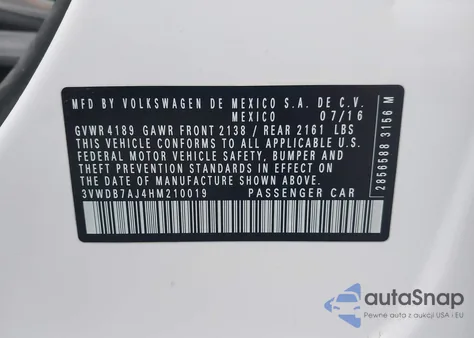 MFD BY VOLKSWAGEN DE MEXICO S.A. DE C.V.
MEXICO 07/16
GVWR 4189 GAWR FRONT 2138 / REAR 2161 LBS
THIS VEHICLE CONFORMS TO ALL APPLICABLE U.S.
FEDERAL MOTOR VEHICLE SAFETY, BUMPER AND
THEFT PREVENTION STANDARDS IN EFFECT ON
THE DATE OF MANUFACTURE SHOWN ABOVE.
3VWDB7AJ4HM210019 PASSENGER CAR
2856588 3156 M
autoSnap
Pewne auta z aukcji USA i EU